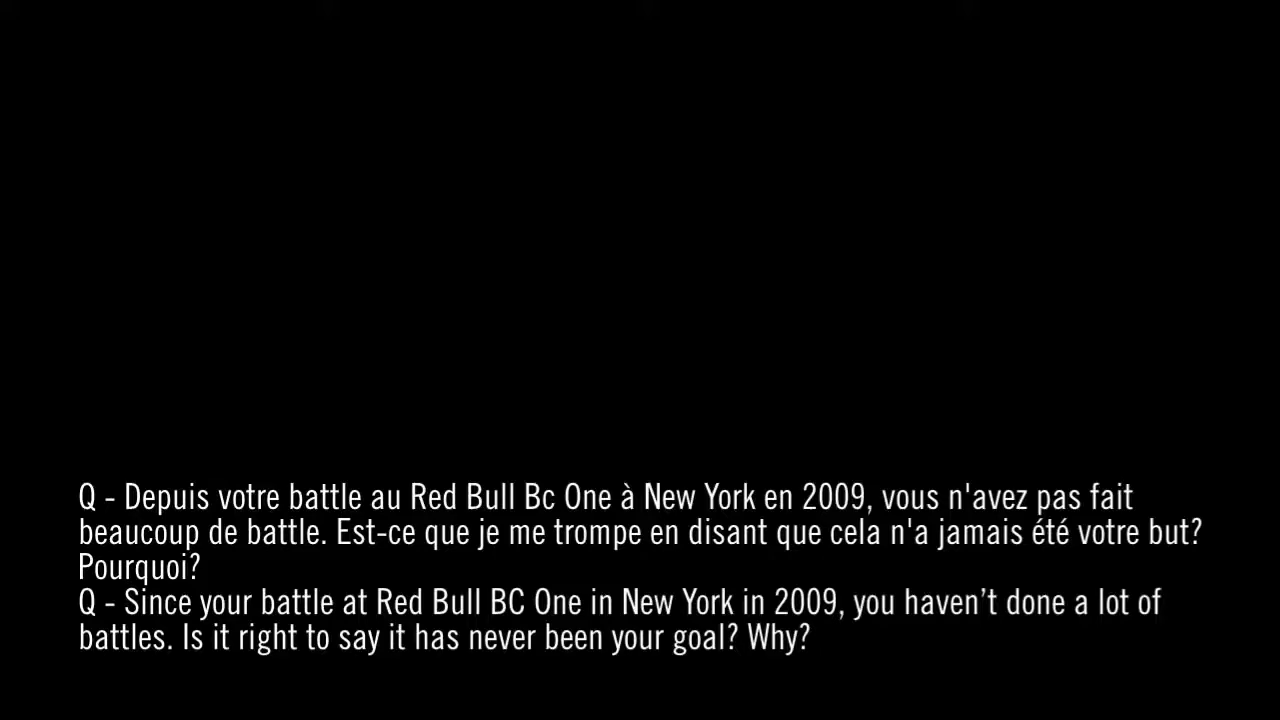 Q - Depuis votre battle au Red Bull Bc One à New York en 2009, vous n'avez pas fait
beaucoup de battle. Est-ce que je me trompe en disant que cela n'a jamais été votre but?
Pourquoi?
Q - Since your battle at Red Bull BC One in New York in 2009, you haven’t done a lot of
battles. Is it right to say it has never been your goal? Why?